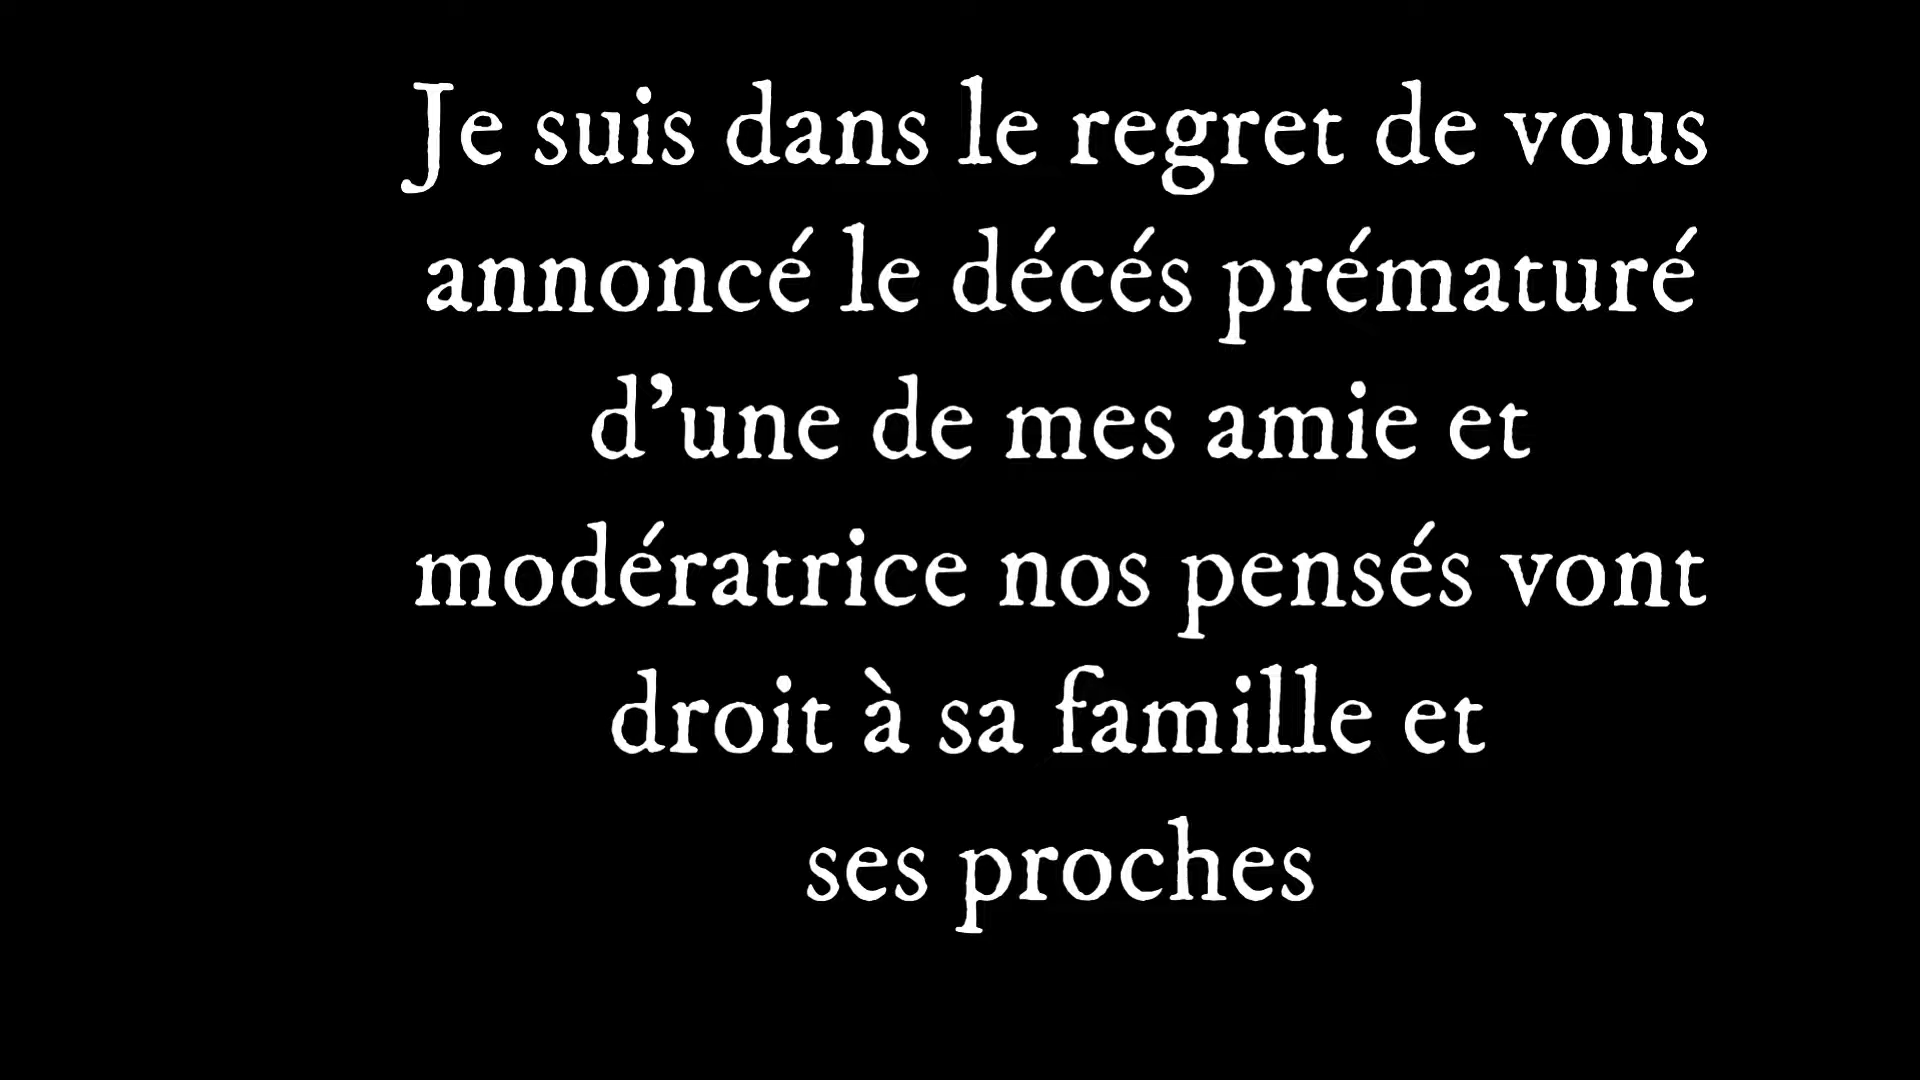 Je suis dans le regret de vous
annoncé le décés prématuré
d’une de mes amie et
modératrice nos pensés vont
droit à sa famille et
ses proches